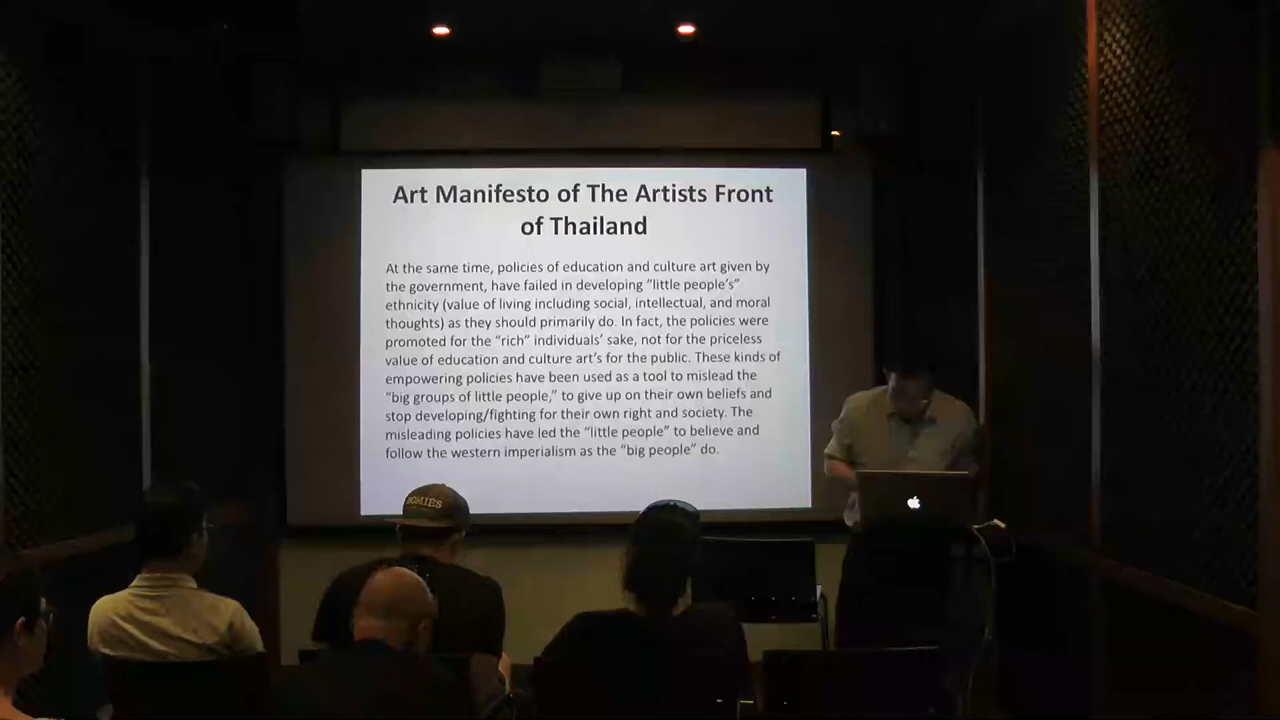 Art Manifesto of The Artists Front
of Thailand
At the same time, policies of education and culture art given by
the government, have failed in developing “little people’s”
ethnicity (value of living including social, intellectual, and moral
thoughts) as they should primarily do. In fact, the policies were
promoted for the “rich” individuals’ sake, not for the priceless
value of education and culture art’s for the public. These kinds of
empowering policies have been used as a tool to mislead the
“big groups of little people,” to give up on their own beliefs and
stop developing/fighting for their own right and society. The
misleading policies have led the “little people” to believe and
follow the western imperialism as the “big people” do.